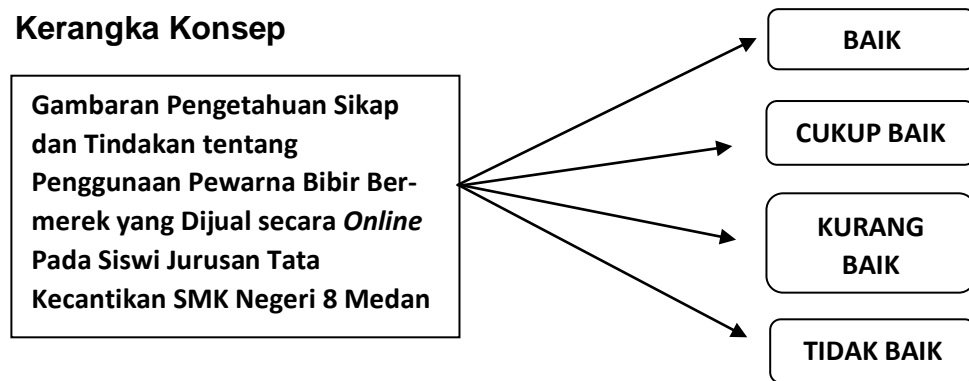 Kerangka Konsep
Gambaran Pengetahuan Sikap
dan Tindakan tentang
Penggunaan Pewarna Bibir Ber-
merek yang Dijual secara Online
Pada Siswi Jurusan Tata
Kecantikan SMK Negeri 8 Medan
BAIK
CUKUP BAIK
KURANG
BAIK
TIDAK BAIK